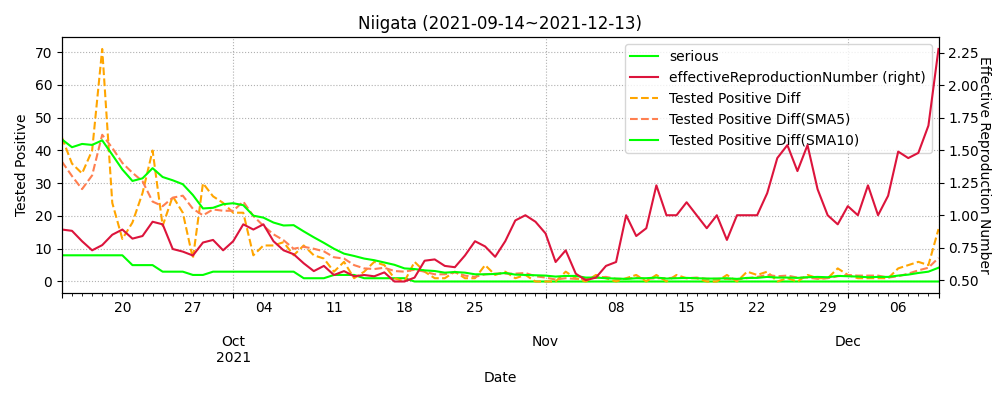 Niigata (2021-09-14~2021-12-13)
serious
effectiveReproductionNumber (right)
Tested Positive Diff
Tested Positive Diff(SMA5)
Tested Positive Diff(SMA10)
Tested Positive
70
60
50
40
30
20
10
0
2.25
2.00
1.75
1.50
1.25
1.00
0.75
0.50
Effective Reproduction Number
20
27
04
11
18
25
08
15
22
29
06
Oct
2021
Nov
Dec
Date